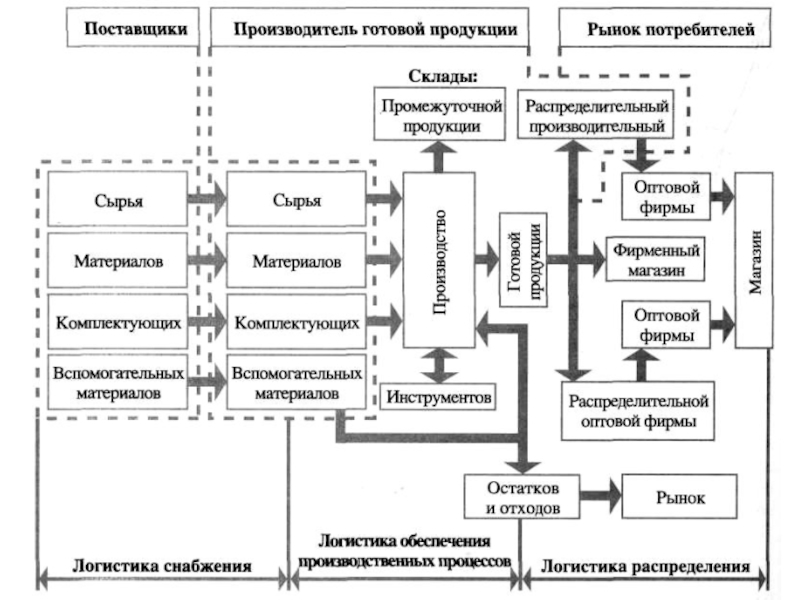 Поставщики
Производитель готовой продукции
Рынок потребителей
Склады:
Промежуточной
продукции
Распределительный
производительный
Сырья
Сырья
Оптовой
фирмы
Материалов
Материалов
Производство
Готовой
продукции
Фирменный
магазин
Магазин
Комплектующих
Комплектующих
Оптовой
фирмы
Вспомогательных
материалов
Вспомогательных
материалов
Инструментов
Распределительной
оптовой фирмы
Остатков
и отходов
Рынок
Логистика снабжения
Логистика обеспечения
производственных процессов
Логистика распределения